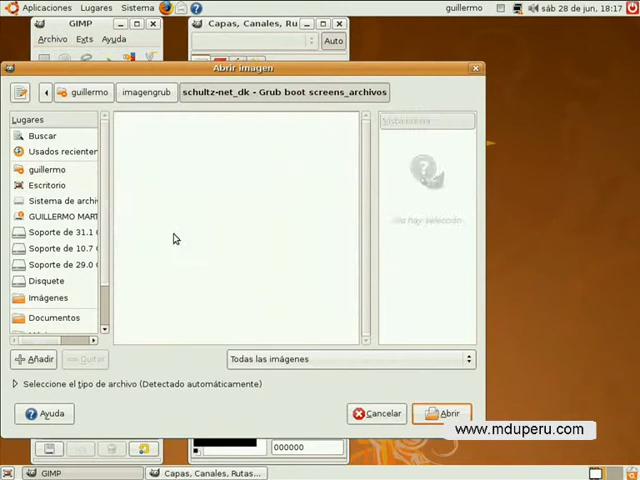 Aplicaciones Lugares Sistema guillermo sáb 28 de jun, 18:17
GIMP
Capas, Canales, Ru
Archivo Exts Ayuda
Auto
Abrir imagen
guillermo imagengrub schultz-net_dk - Grub boot screens_archivos
Lugares
Buscar
Usados recienten
guillermo
Escritorio
Sistema de archi
GUILLERMO MART
Soporte de 31.1
Soporte de 10.7
Soporte de 29.0
Disquete
Imágenes
Documentos
No hay selección
Añadir Quitar
Todas las imágenes
Seleccione el tipo de archivo (Detectado automáticamente)
Ayuda Cancelar Abrir
www.mduperu.com
000000
GIMP Capas, Canales, Rutas...